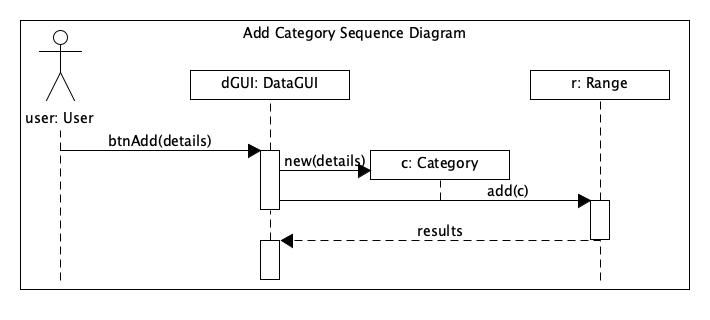 Add Category Sequence Diagram
dGUI: DataGUI
r: Range
user: User
btnAdd(details)
new(details)
c: Category
add(c)
results